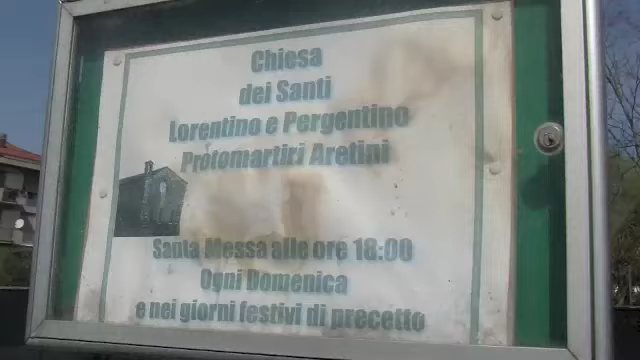 Chiesa
dei Santi
Lorentino e Pergentino
Protomartiri Aretini
Santa Messa alle ore 18:00
Ogni Domenica
e nei giorni festivi di precetto